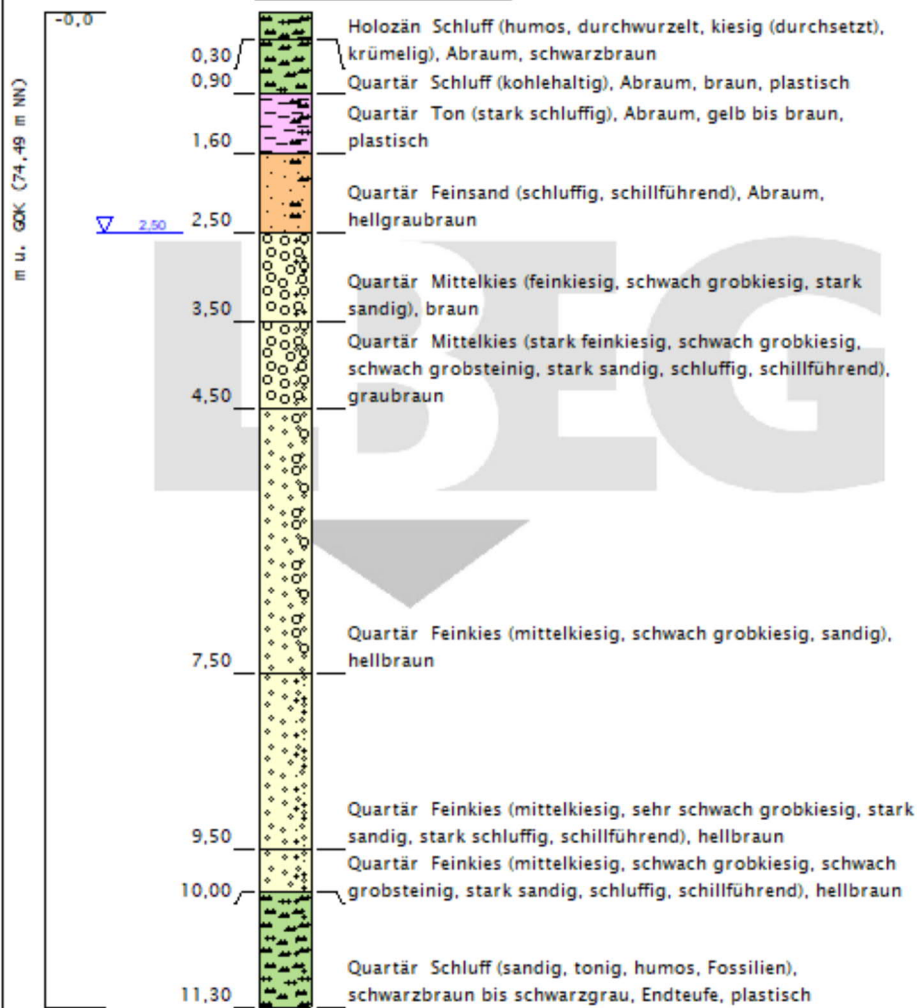 m u. GOK (74,49 m NN)
-0,0
Holozän Schluff (humos, durchwurzelt, kiesig (durchsetzt),
0,30 krümelig), Abraum, schwarzbraun
0,90 Quartär Schluff (kohlehaltig), Abraum, braun, plastisch
Quartär Ton (stark schluffig), Abraum, gelb bis braun,
1,60 plastisch
Quartär Feinsand (schluffig, schillführend), Abraum,
2,50 2,50 hellgraubraun
Quartär Mittelkies (feinkiesig, schwach grobkiesig, stark
3,50 sandig), braun
Quartär Mittelkies (stark feinkiesig, schwach grobkiesig,
schwach grobsteinig, stark sandig, schluffig, schillführend),
4,50 graubraun
LBEG
Quartär Feinkies (mittelkiesig, schwach grobkiesig, sandig),
7,50 hellbraun
Quartär Feinkies (mittelkiesig, sehr schwach grobkiesig, stark
9,50 sandig, stark schluffig, schillführend), hellbraun
Quartär Feinkies (mittelkiesig, schwach grobkiesig, schwach
10,00 grobsteinig, stark sandig, schluffig, schillführend), hellbraun
Quartär Schluff (sandig, tonig, humos, Fossilien),
11,30 schwarzbraun bis schwarzgrau, Endteufe, plastisch